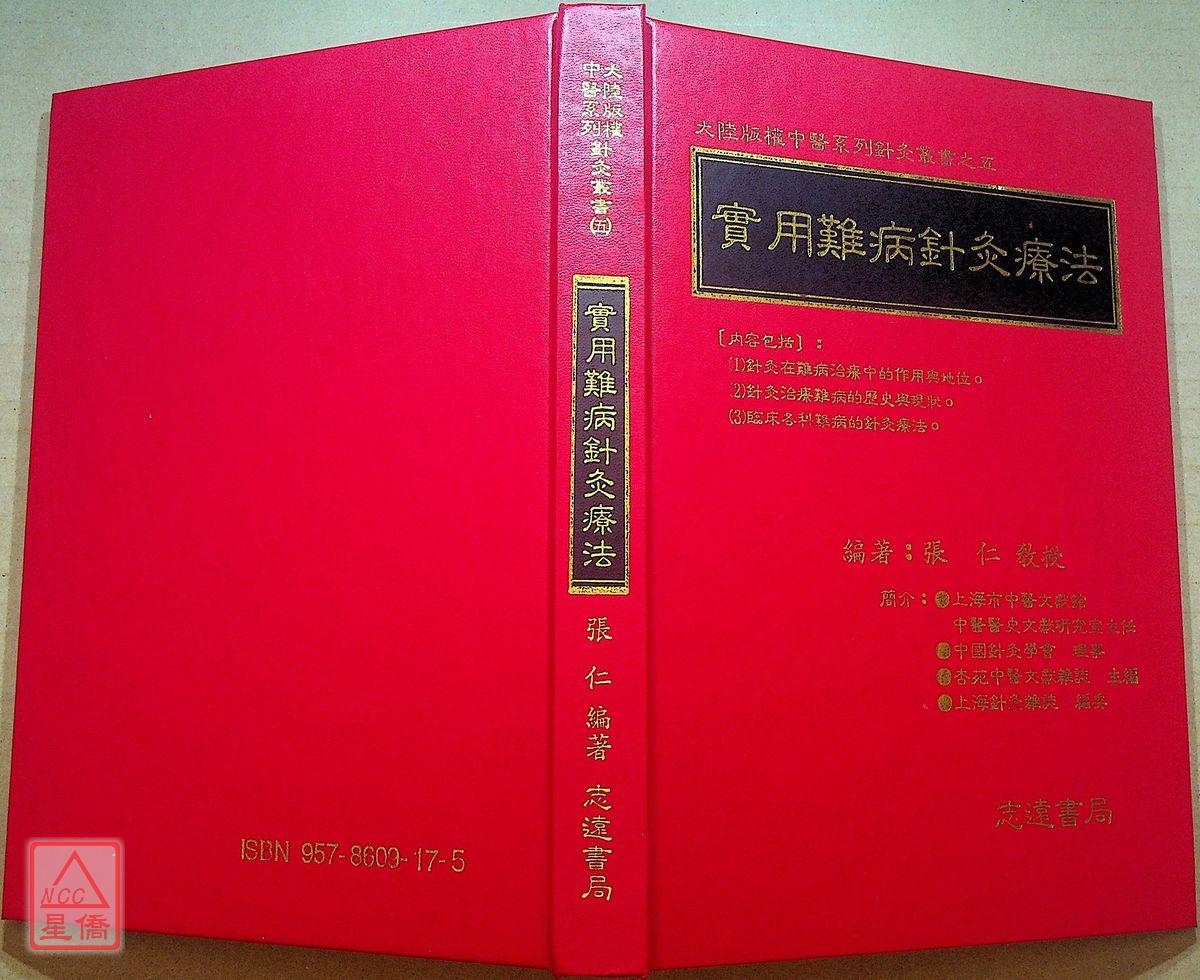 大陸版權中醫系列針灸叢書之五
實用難病針灸療法
[内容包括]：
(1)針灸在難病治療中的作用與地位。
(2)針灸治療難病的歷史與現狀。
(3)臨床各科難病的針灸療法。
編著：張 仁 教授
簡介：上海市中醫文獻館
中醫醫史文獻研究室主任
中國針灸學會 理事
杏苑中醫文獻雜誌 主編
上海針灸雜誌 編委
志遠書局
大陸版權
中醫系列
針灸叢書(五)
實用難病針灸療法
張 仁 編著
志遠書局
ISBN 957-8609-17-5
NCC
星僑